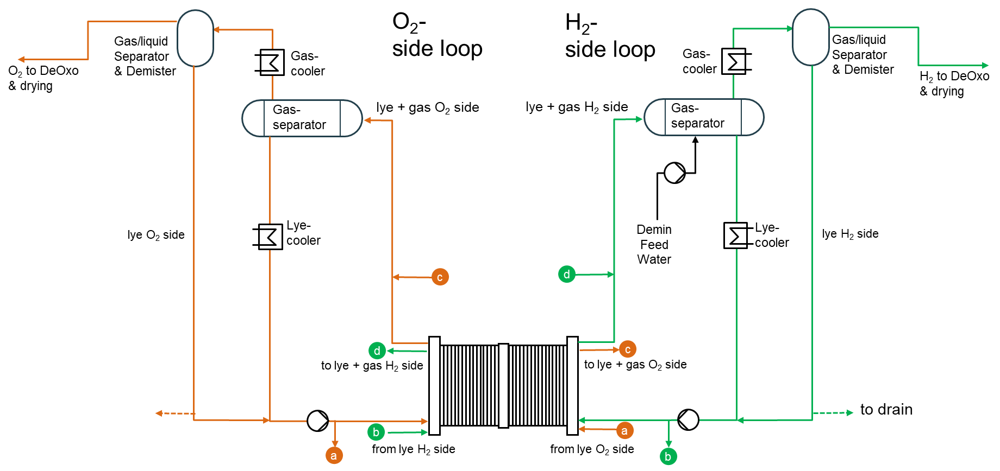 O₂-
side loop
H₂-
side loop
Gas/liquid
Separator
& Demister
Gas-
cooler
O₂ to DeOxo
& drying
Gas-
separator
lye + gas O₂ side
Gas-
cooler
Gas/liquid
Separator
& Demister
H₂ to DeOxo
& drying
lye + gas H₂ side
Gas-
separator
lye O₂ side
Lye-
cooler
Demin
Feed
Water
Lye-
cooler
lye H₂ side
c
d
d
to lye + gas H₂ side
c
to lye + gas O₂ side
to drain
b
from lye H₂ side
a
a
from lye O₂ side
b